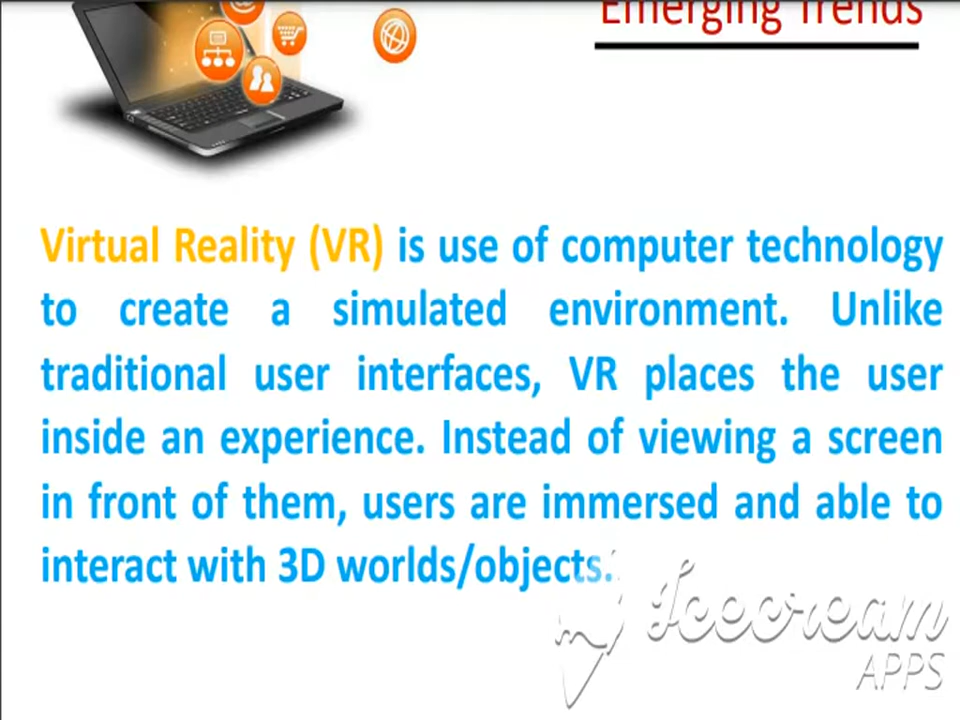 Emerging Trends
Virtual Reality (VR) is use of computer technology
to create a simulated environment. Unlike
traditional user interfaces, VR places the user
inside an experience. Instead of viewing a screen
in front of them, users are immersed and able to
interact with 3D worlds/objects.
Icecream
APPS